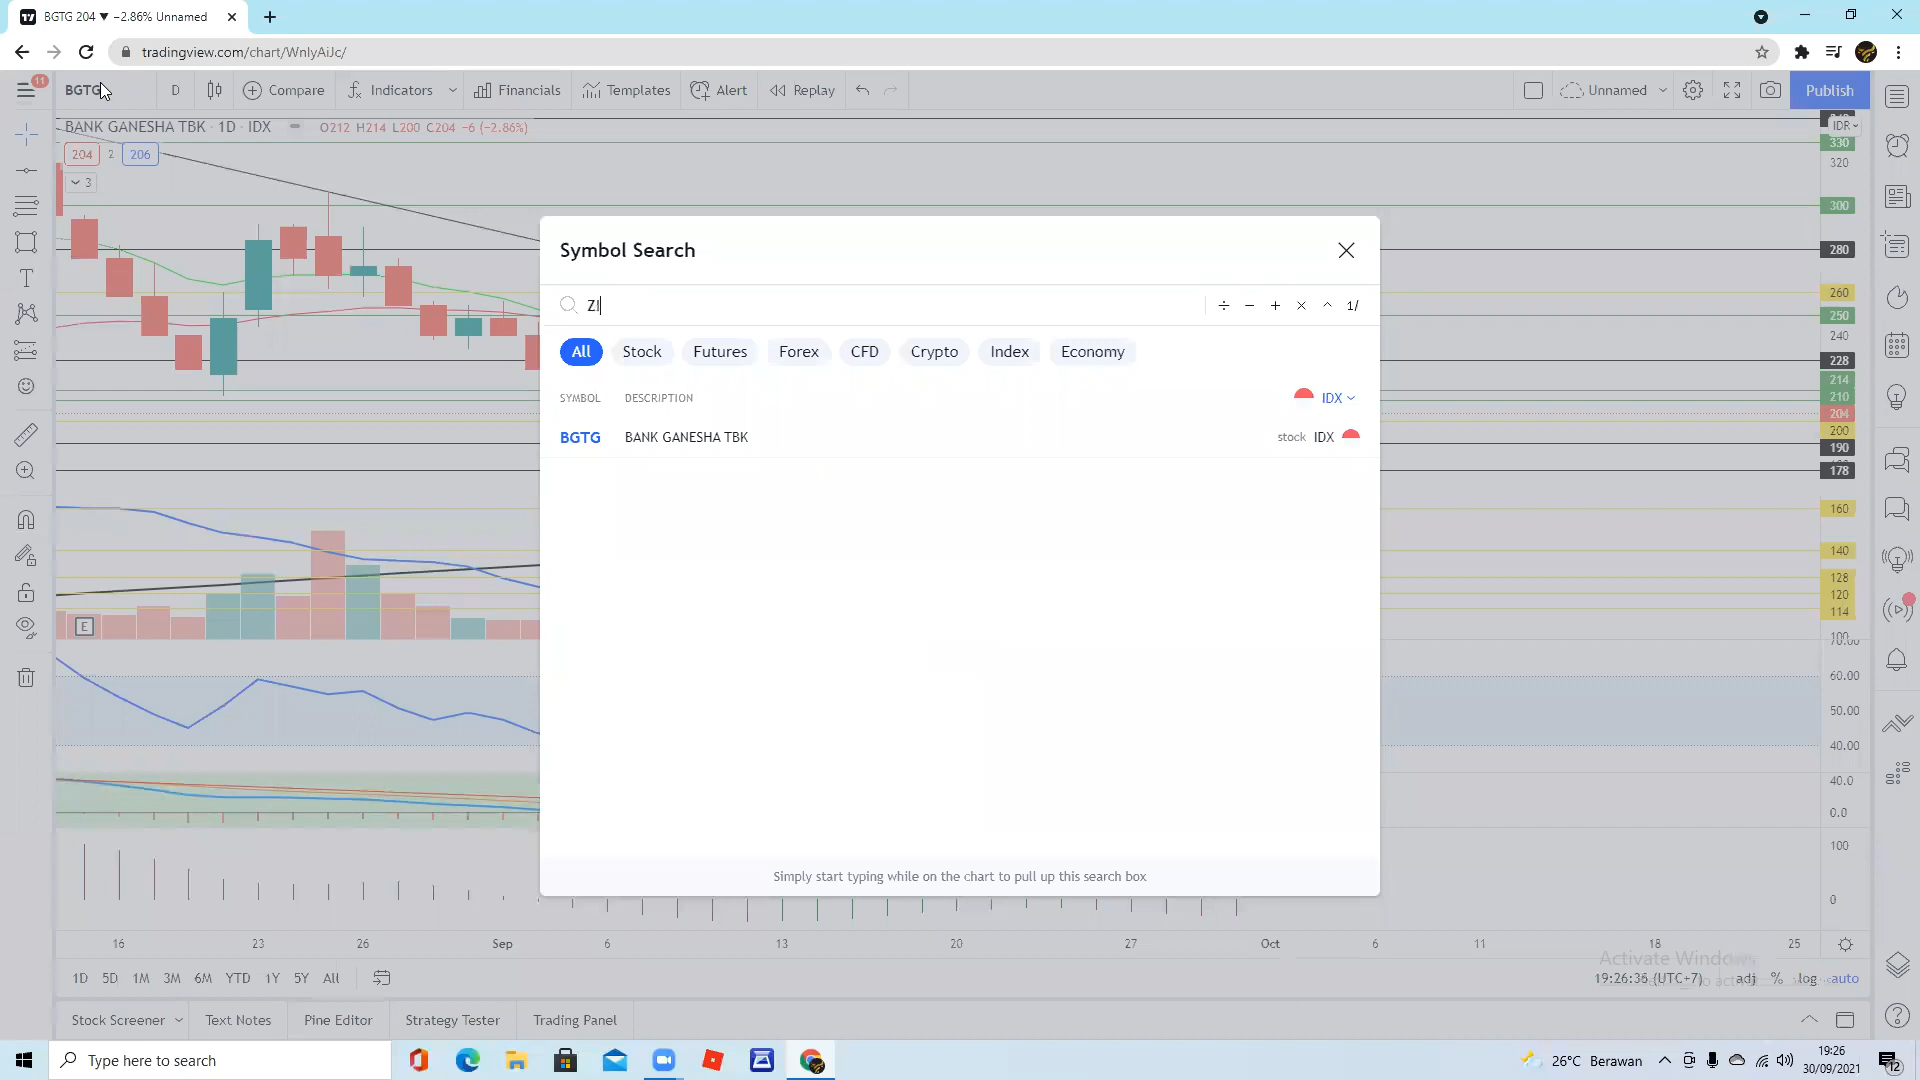 BGTG 204 ▼ −2.86% Unnamed
tradingview.com/chart/WnlyAiJc/
11
BGTG
D
Compare
Indicators
Financials
Templates
Alert
Replay
Unnamed
Publish
BANK GANESHA TBK · 1D · IDX
O212 H214 L200 C204 −6 (−2.86%)
204 2 206
3
E
Symbol Search
÷ − + × ^ 1/
All
Stock
Futures
Forex
CFD
Crypto
Index
Economy
SYMBOL
DESCRIPTION
IDX
BGTG
BANK GANESHA TBK
stock IDX
Simply start typing while on the chart to pull up this search box
IDR
330
320
300
280
260
250
240
228
214
210
204
200
190
178
160
140
128
120
114
60.00
50.00
40.00
40.0
0.0
100
0
16
23
26
Sep
6
13
20
27
Oct
6
11
18
25
1D
5D
1M
3M
6M
YTD
1Y
5Y
All
Activate Windows
19:26:36 (UTC+7)
adj
%
log
auto
Stock Screener
Text Notes
Pine Editor
Strategy Tester
Trading Panel
Type here to search
26°C Berawan
19:26
30/09/2021
12